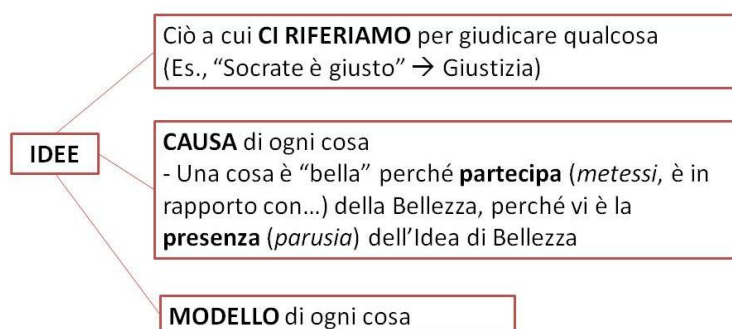 Ciò a cui CI RIFERIAMO per giudicare qualcosa
(Es., “Socrate è giusto” → Giustizia)
IDEE
CAUSA di ogni cosa
- Una cosa è “bella” perché partecipa (metessi, è in
rapporto con…) della Bellezza, perché vi è la
presenza (parusia) dell’Idea di Bellezza
MODELLO di ogni cosa